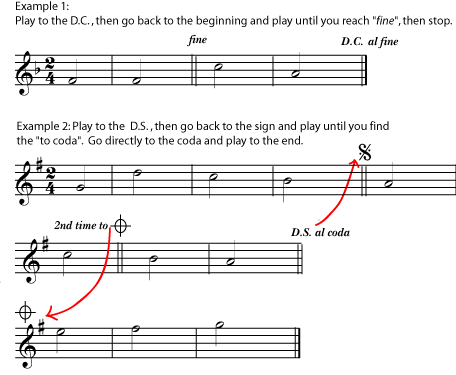 Example 1:
Play to the D.C., then go back to the beginning and play until you reach "fine", then stop.
fine
D.C. al fine
2
4
Example 2: Play to the D.S., then go back to the sign and play until you find
the "to coda". Go directly to the coda and play to the end.
2
4
2nd time to
D.S. al coda